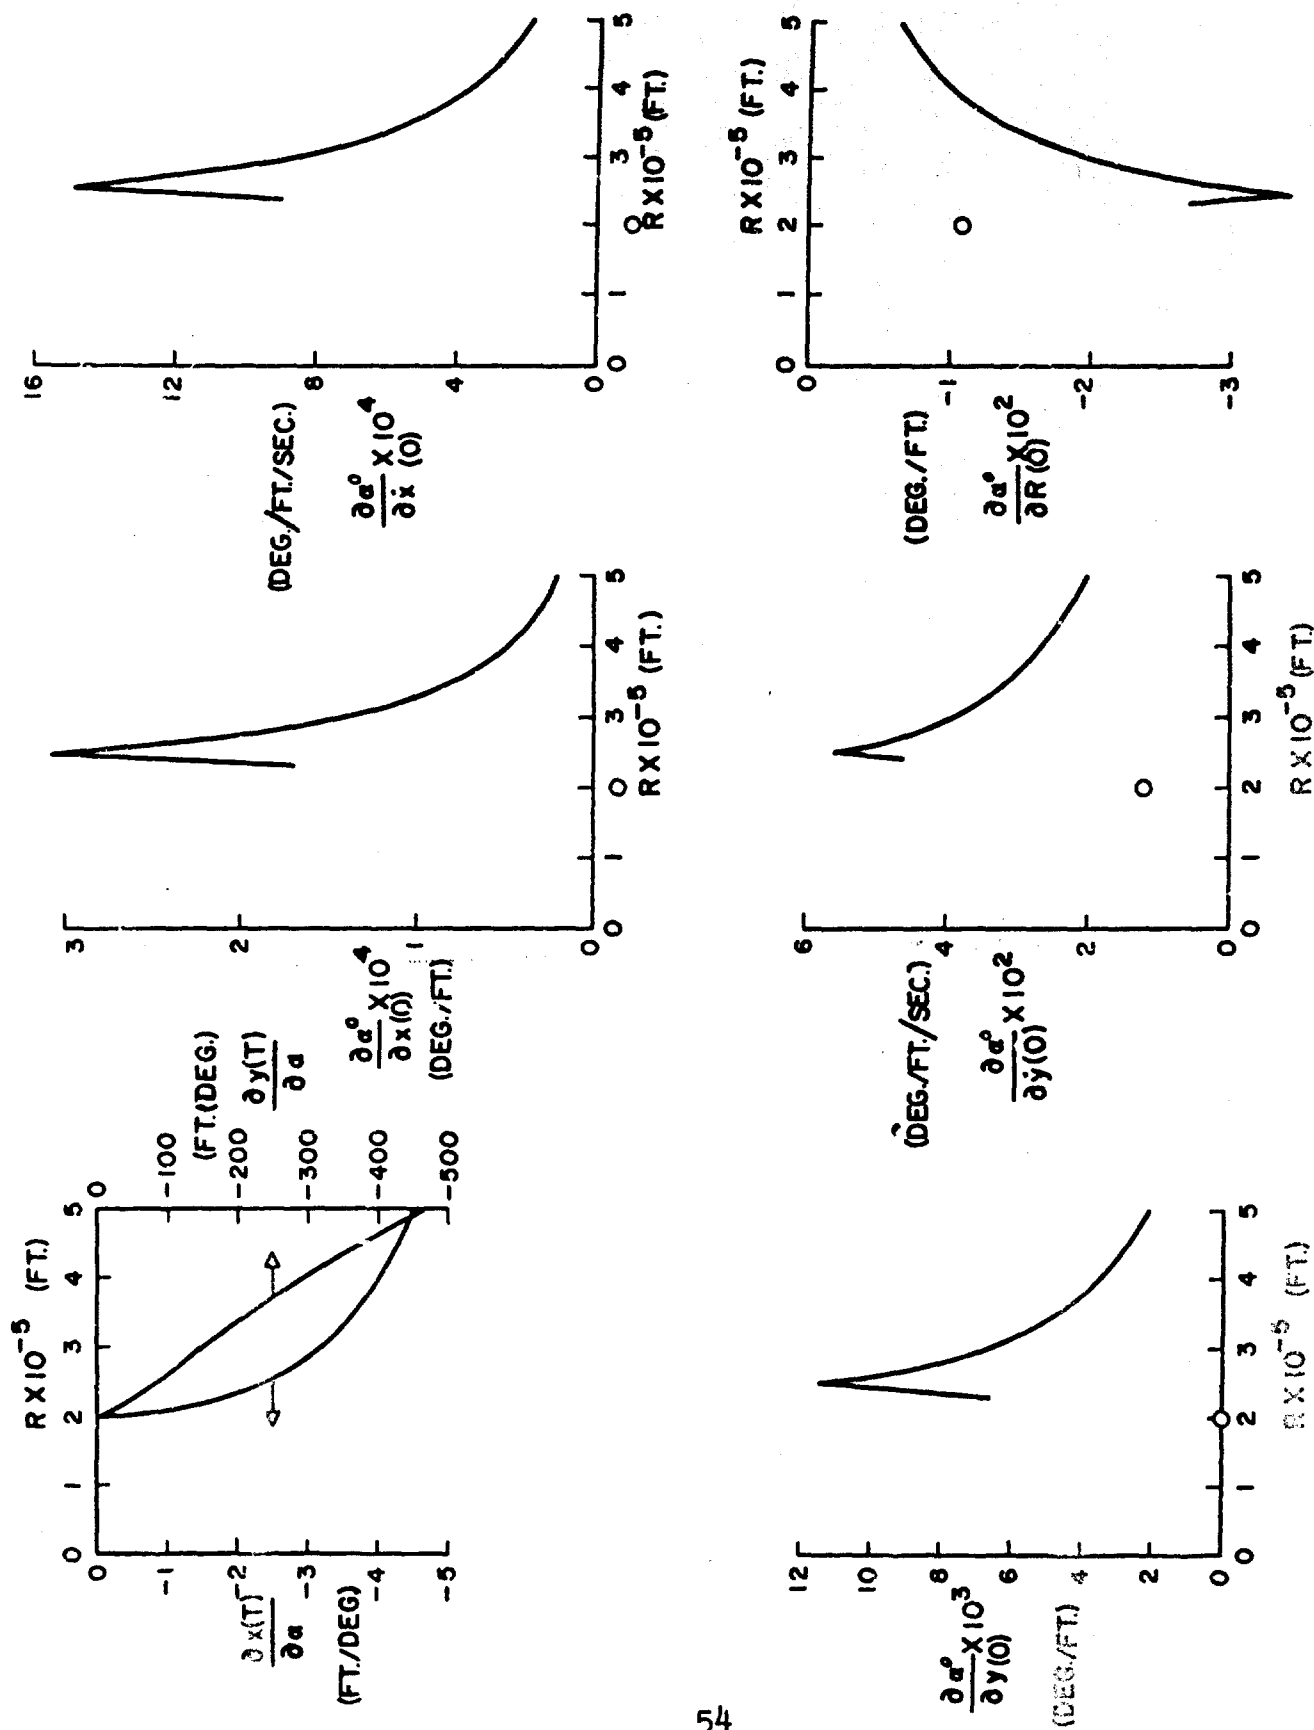 R X 10⁻⁵ (FT.)
0 1 2 3 4 5
0
-1
-2
-3
-4
-5
∂x(T)
∂α
(FT./DEG)
0
-100
-200
-300
-400
-500
(FT.(DEG.)
∂y(T)
∂α
3
2
1
0
∂α° X 10⁴
∂x(0)
(DEG./FT.)
0 1 0 3 4 5
R X 10⁻⁵ (FT.)
16
12
8
4
0
(DEG./FT./SEC.)
∂α° X 10⁴
∂ẋ (0)
0 1 2 3 4 5
R X 10⁻⁵ (FT.)
12
10
8
6
4
2
0
∂α° X 10³
∂y(0)
(DEG./FT.)
0 1 2 3 4 5
R X 10⁻⁵ (FT.)
6
4
2
0
(DEG./FT./SEC.)
∂α° X 10²
∂ẏ(0)
0 1 2 3 4 5
R X 10⁻⁵ (FT.)
R X 10⁻⁵ (FT.)
0 1 2 3 4 5
0
-1
-2
-3
(DEG./FT.)
∂α° X 10²
∂R(0)
54